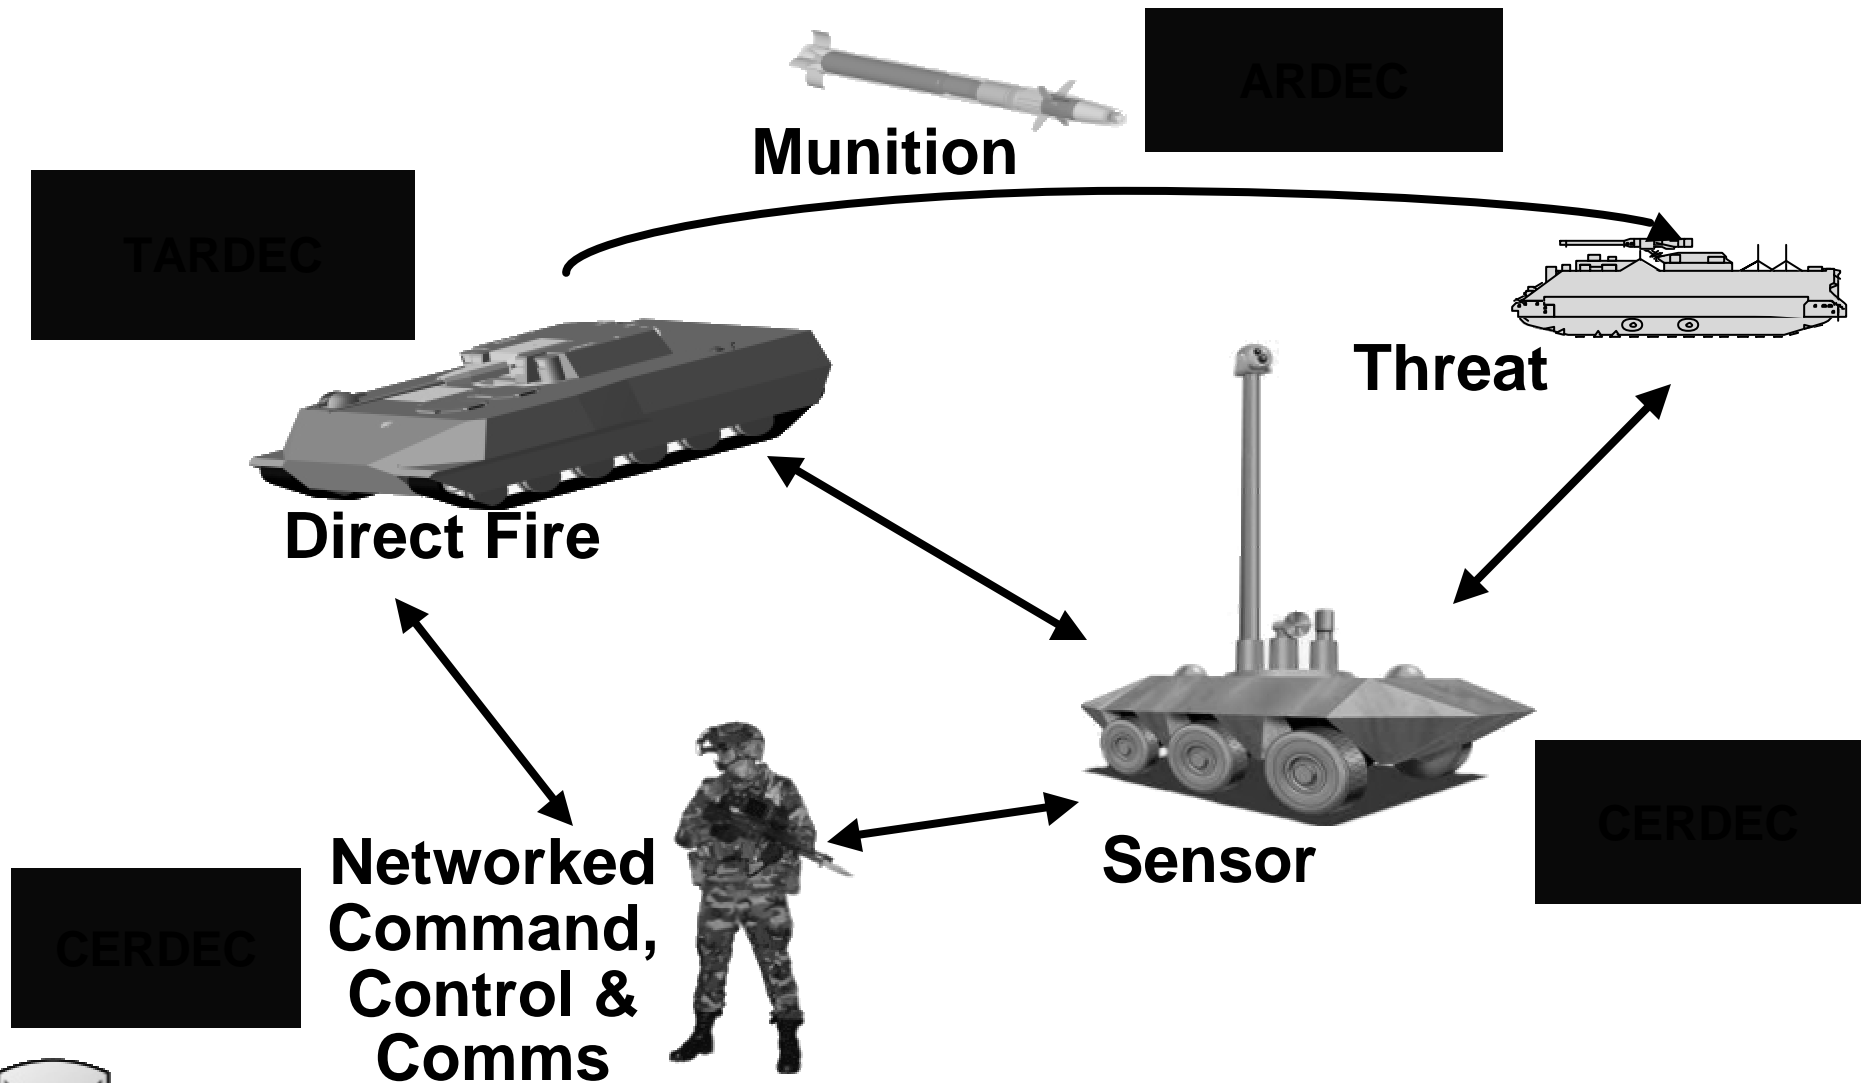 ARDEC
Munition
TARDEC
Threat
Direct Fire
Networked
Command,
Control &
Comms
Sensor
CERDEC
CERDEC